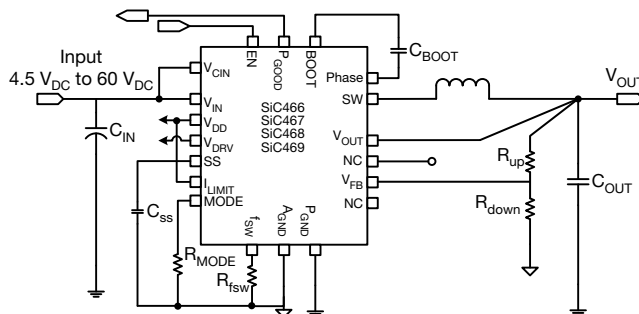 Input
4.5 VDC to 60 VDC
CIN
EN
PGOOD
BOOT
CBOOT
VCIN
VIN
VDD
VDRV
SS
ILIMIT
MODE
SiC466
SiC467
SiC468
SiC469
Phase
SW
VOUT
NC
VFB
NC
fSW
AGND
PGND
Css
RMODE
Rfsw
Rup
Rdown
COUT
VOUT